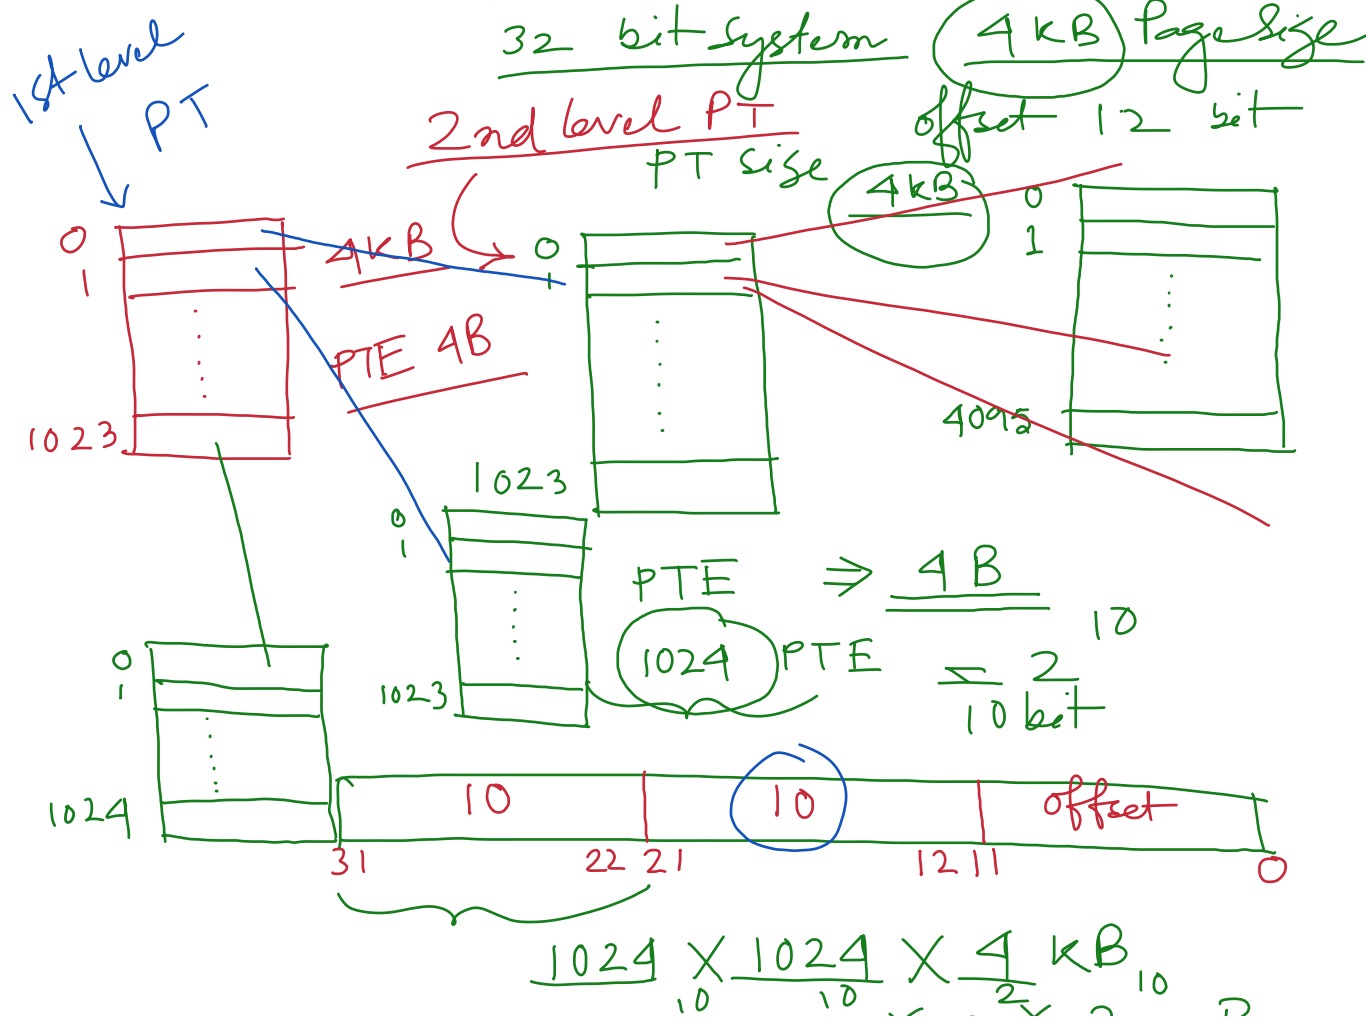 32 bit system 4 KB Page Size
1st level
PT
2nd level PT
offset 12 bit
PT Size
4KB
0
1
4095
0
1
1023
4KB
PTE 4B
0
1
1023
0
1
1023
PTE ⇒ 4 B
1024 PTE = 2 10
10 bit
0
1
1024
10 10 offset
31 22 21 12 11 0
1024 X 1024 X 4 KB
10 10 2 10